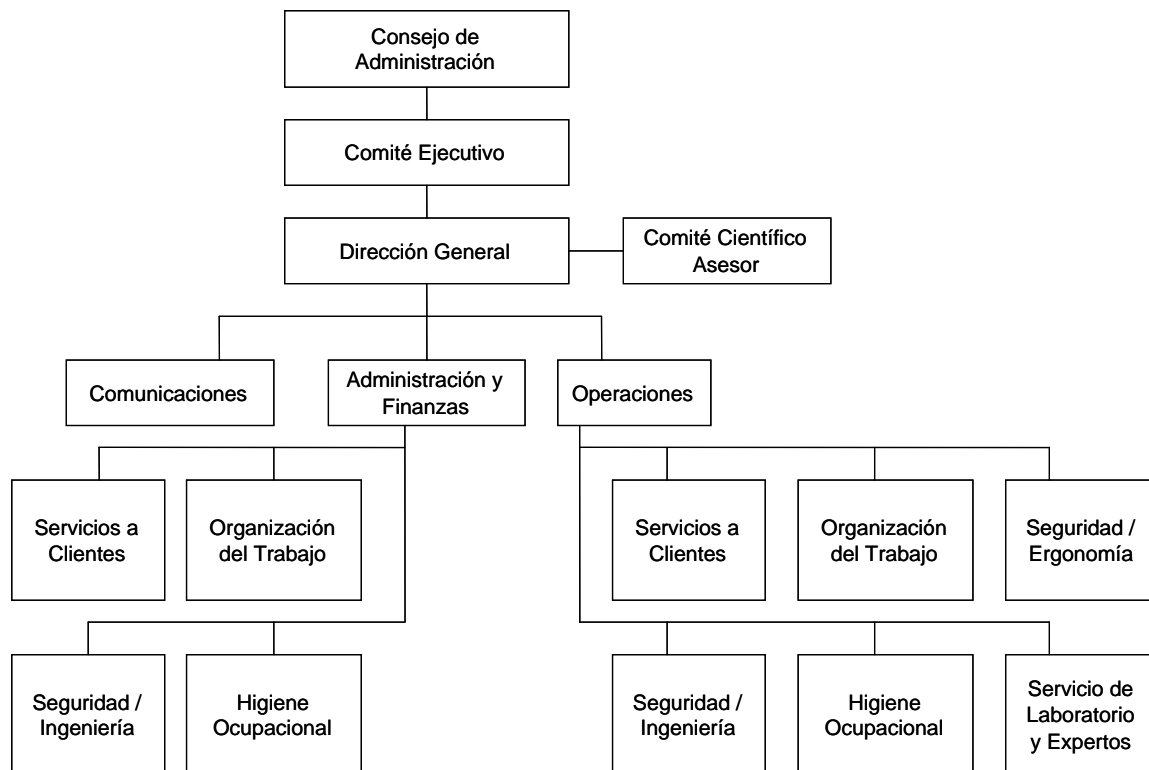 Consejo de
Administración
Comité Ejecutivo
Dirección General
Comité Científico
Asesor
Comunicaciones
Administración y
Finanzas
Operaciones
Servicios a
Clientes
Organización
del Trabajo
Servicios a
Clientes
Organización
del Trabajo
Seguridad /
Ergonomía
Seguridad /
Ingeniería
Higiene
Ocupacional
Seguridad /
Ingeniería
Higiene
Ocupacional
Servicio de
Laboratorio
y Expertos